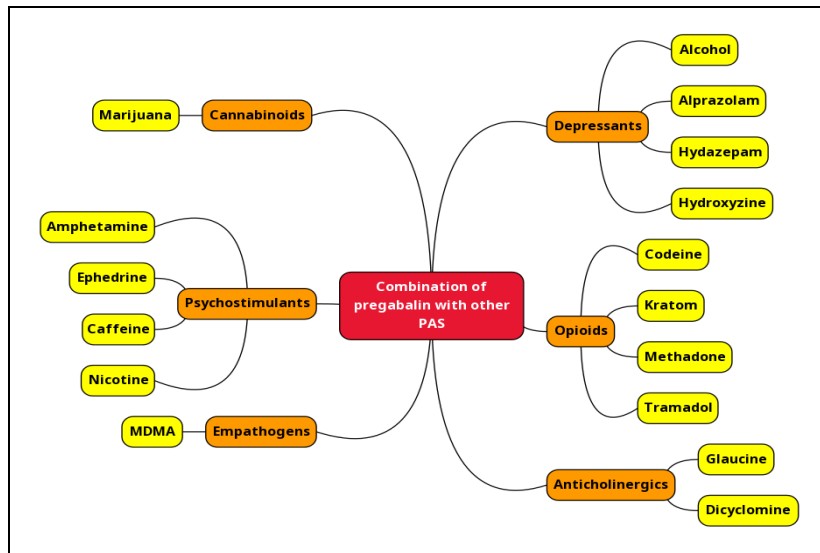 Combination of
pregabalin with other
PAS
Cannabinoids
Marijuana
Psychostimulants
Amphetamine
Ephedrine
Caffeine
Nicotine
Empathogens
MDMA
Depressants
Alcohol
Alprazolam
Hydazepam
Hydroxyzine
Opioids
Codeine
Kratom
Methadone
Tramadol
Anticholinergics
Glaucine
Dicyclomine